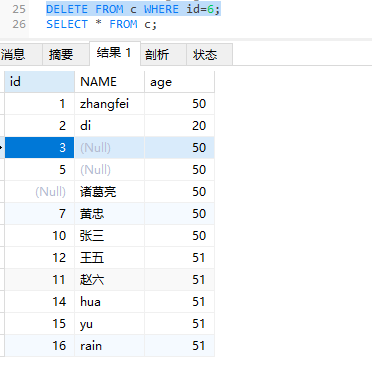 25 DELETE FROM c WHERE id=6;
26 SELECT * FROM c;
消息 摘要 结果 1 剖析 状态
id NAME age
1 zhangfei 50
2 di 20
3 (Null) 50
5 (Null) 50
(Null) 诸葛亮 50
7 黄忠 50
10 张三 50
12 王五 51
11 赵六 51
14 hua 51
15 yu 51
16 rain 51